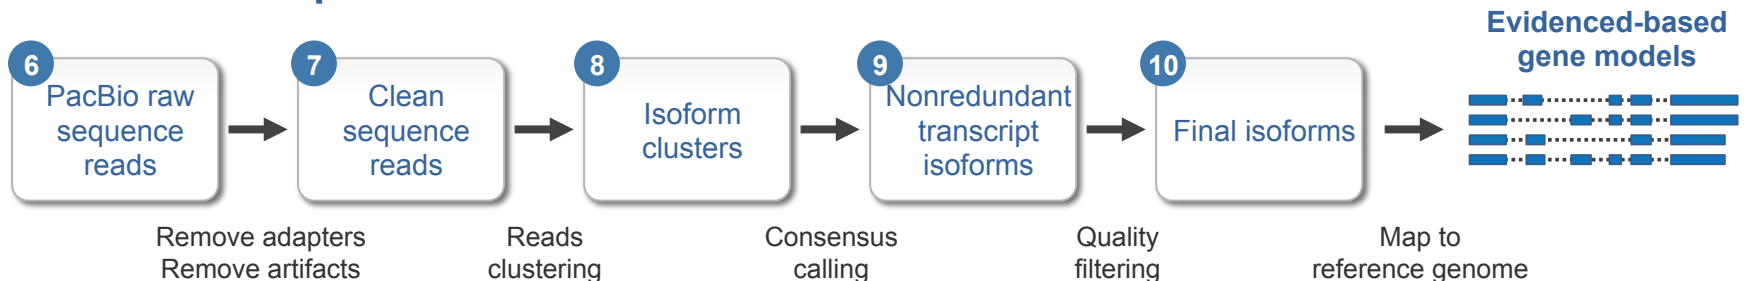 Evidenced-based
gene models
6
PacBio raw
sequence
reads
7
Clean
sequence
reads
8
Isoform
clusters
9
Nonredundant
transcript
isoforms
10
Final isoforms
Remove adapters
Remove artifacts
Reads
clustering
Consensus
calling
Quality
filtering
Map to
reference genome